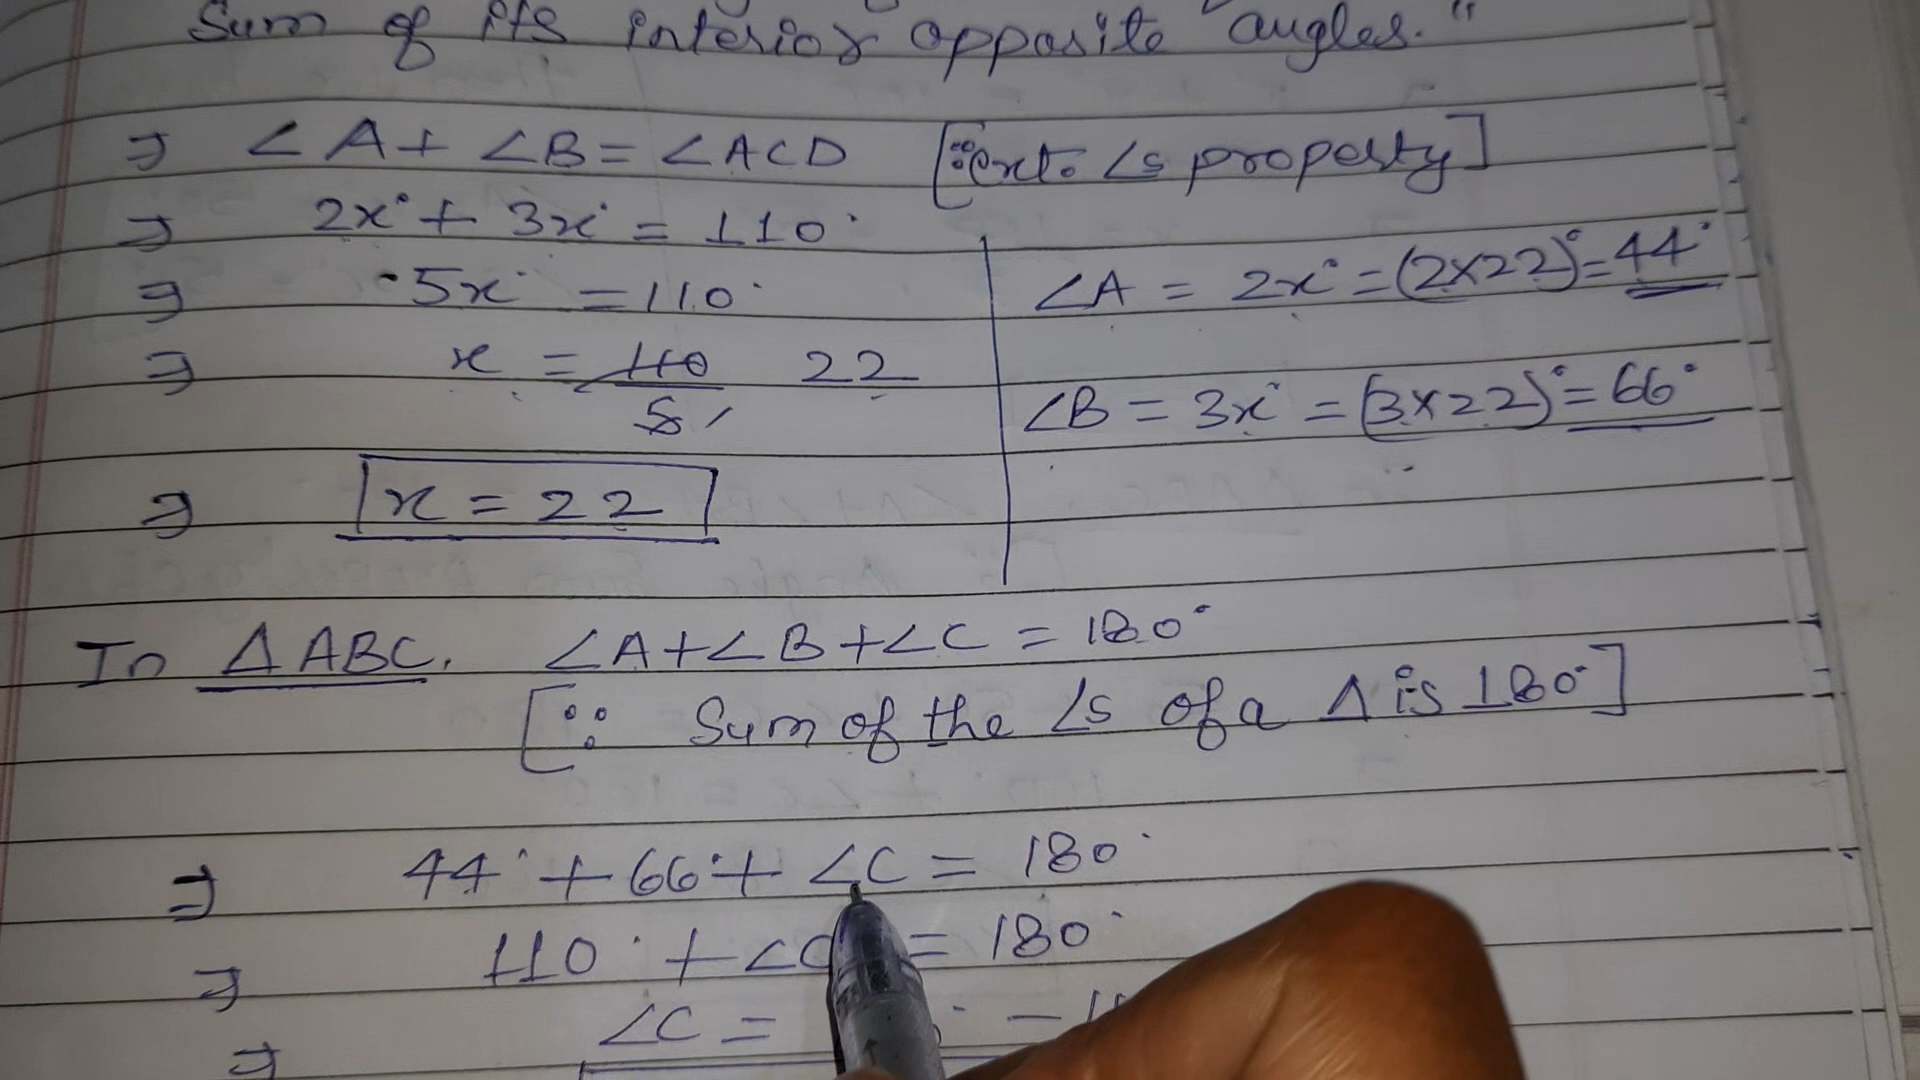 Sum of its interior opposite angles."
⇒ ∠A + ∠B = ∠ACD [∵ ext. ∠s property]
⇒ 2x° + 3x° = 110°
⇒ 5x° = 110°
⇒ x = 110/5 22
⇒ x = 22
∠A = 2x° = (2×22)° = 44°
∠B = 3x° = (3×22)° = 66°
In △ABC, ∠A + ∠B + ∠C = 180°
[∵ Sum of the ∠s of a △ is 180°]
⇒ 44° + 66° + ∠C = 180°
⇒ 110° + ∠C = 180°
⇒ ∠C =